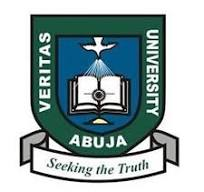 VERITAS
UNIVERSITY
ABUJA
Seeking the Truth